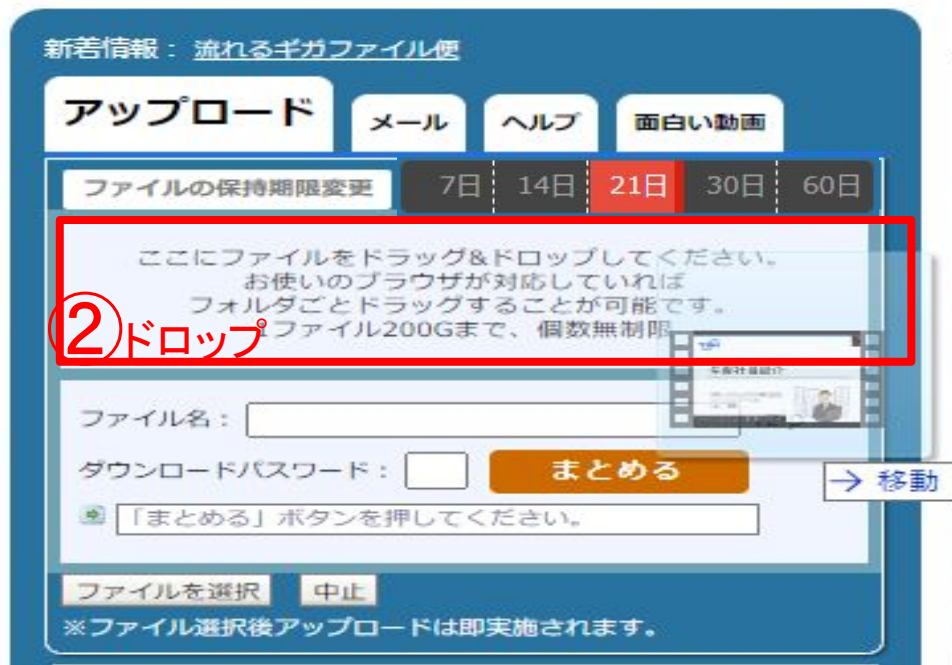 新着情報： 流れるギガファイル便
アップロード メール ヘルプ 面白い動画
ファイルの保持期限変更 7日 14日 21日 30日 60日
ここにファイルをドラッグ&ドロップしてください。
お使いのブラウザが対応していれば
フォルダごとドラッグすることが可能です。
1ファイル200Gまで、個数無制限
②ドロップ
ファイル名：
ダウンロードパスワード： まとめる
→ 移動
「まとめる」ボタンを押してください。
ファイルを選択 中止
※ファイル選択後アップロードは即実施されます。